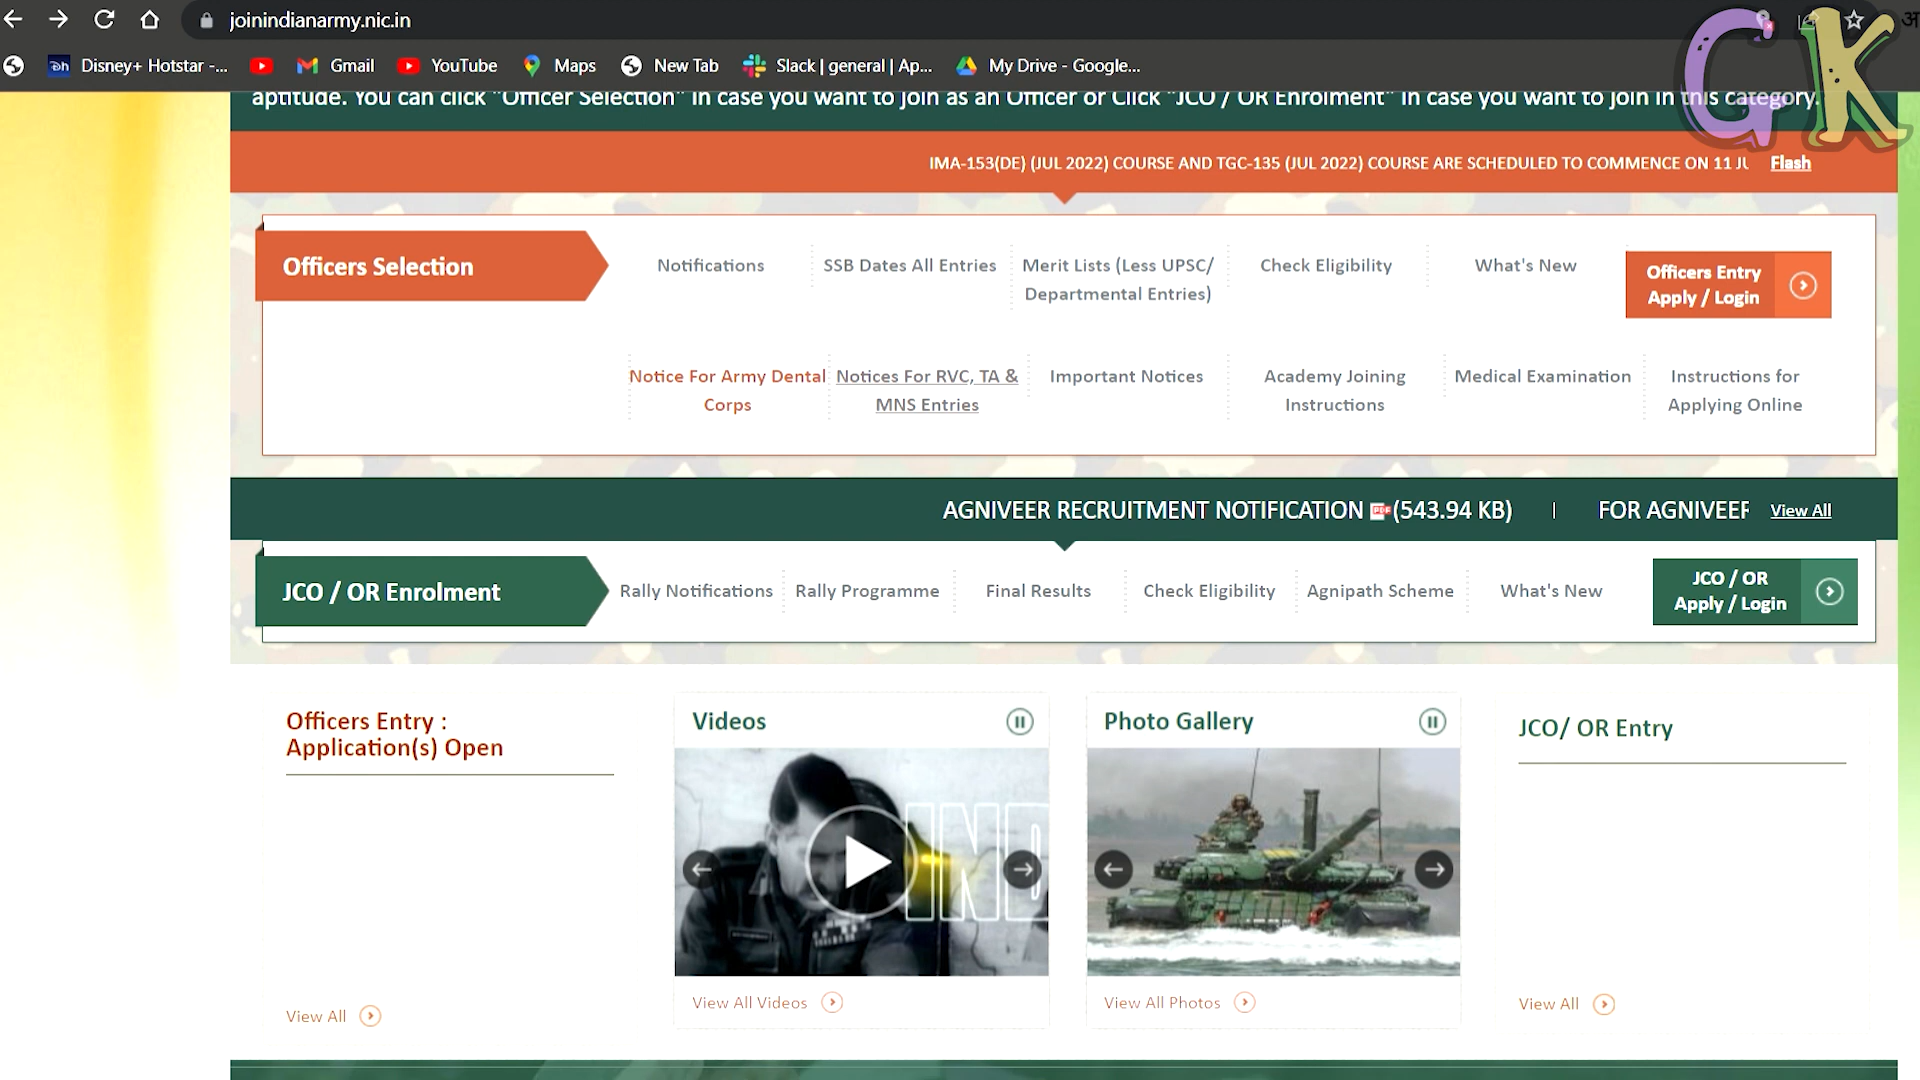 joinindianarmy.nic.in
Disney+ Hotstar -... Gmail YouTube Maps New Tab Slack | general | Ap... My Drive - Google...
GK
aptitude. You can click "Officer Selection" in case you want to join as an Officer or Click "JCO / OR Enrolment" in case you want to join in this category.
IMA-153(DE) (JUL 2022) COURSE AND TGC-135 (JUL 2022) COURSE ARE SCHEDULED TO COMMENCE ON 11 JU Flash
Officers Selection
Notifications
SSB Dates All Entries
Merit Lists (Less UPSC/
Departmental Entries)
Check Eligibility
What's New
Officers Entry
Apply / Login
Notice For Army Dental
Corps
Notices For RVC, TA &
MNS Entries
Important Notices
Academy Joining
Instructions
Medical Examination
Instructions for
Applying Online
AGNIVEER RECRUITMENT NOTIFICATION PDF (543.94 KB) | FOR AGNIVEER View All
JCO / OR Enrolment
Rally Notifications
Rally Programme
Final Results
Check Eligibility
Agnipath Scheme
What's New
JCO / OR
Apply / Login
Officers Entry :
Application(s) Open
View All
Videos
IND
View All Videos
Photo Gallery
View All Photos
JCO/ OR Entry
View All